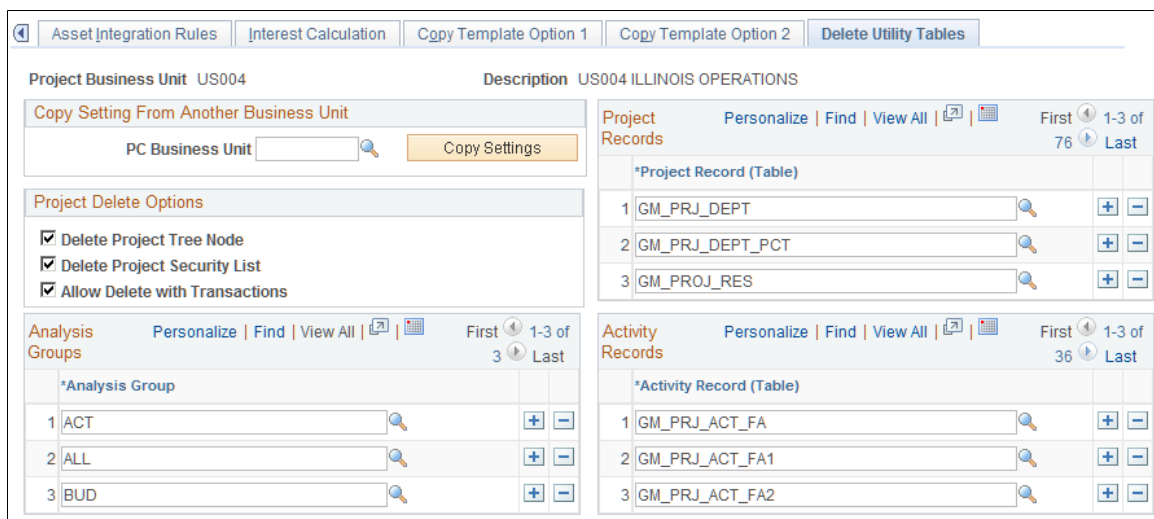 Asset Integration Rules Interest Calculation Copy Template Option 1 Copy Template Option 2 Delete Utility Tables
Project Business Unit US004 Description US004 ILLINOIS OPERATIONS
Copy Setting From Another Business Unit
PC Business Unit Copy Settings
Project Delete Options
Delete Project Tree Node
Delete Project Security List
Allow Delete with Transactions
Project Records Personalize | Find | View All | | First 1-3 of 76 Last
*Project Record (Table)
1 GM_PRJ_DEPT
2 GM_PRJ_DEPT_PCT
3 GM_PROJ_RES
Analysis Groups Personalize | Find | View All | | First 1-3 of 3 Last
*Analysis Group
1 ACT
2 ALL
3 BUD
Activity Records Personalize | Find | View All | | First 1-3 of 36 Last
*Activity Record (Table)
1 GM_PRJ_ACT_FA
2 GM_PRJ_ACT_FA1
3 GM_PRJ_ACT_FA2